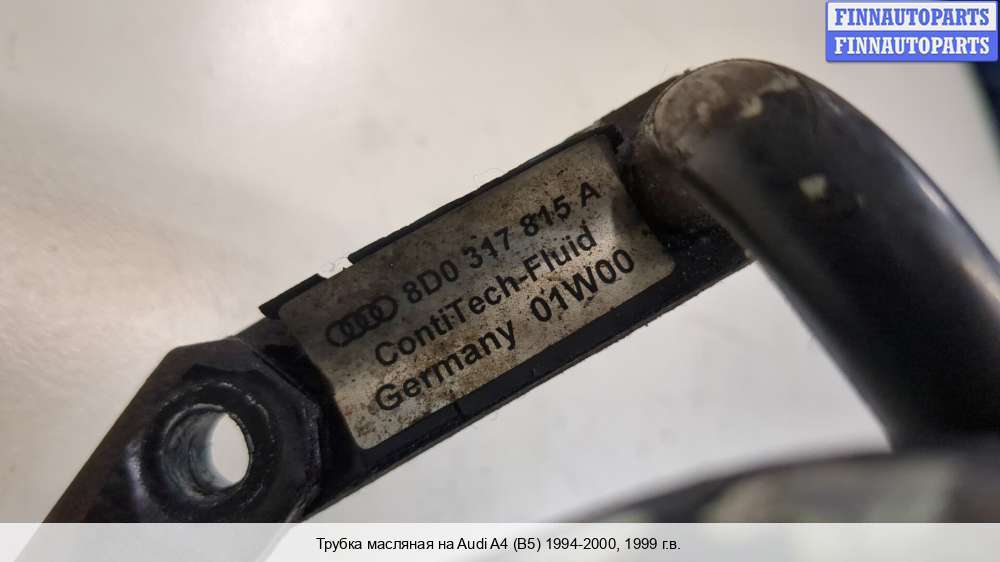 FINNAUTOPARTS
FINNAUTOPARTS
8D0 317 815 A
ContiTech-Fluid
Germany 01W00
Трубка масляная на Audi A4 (B5) 1994-2000, 1999 г.в.